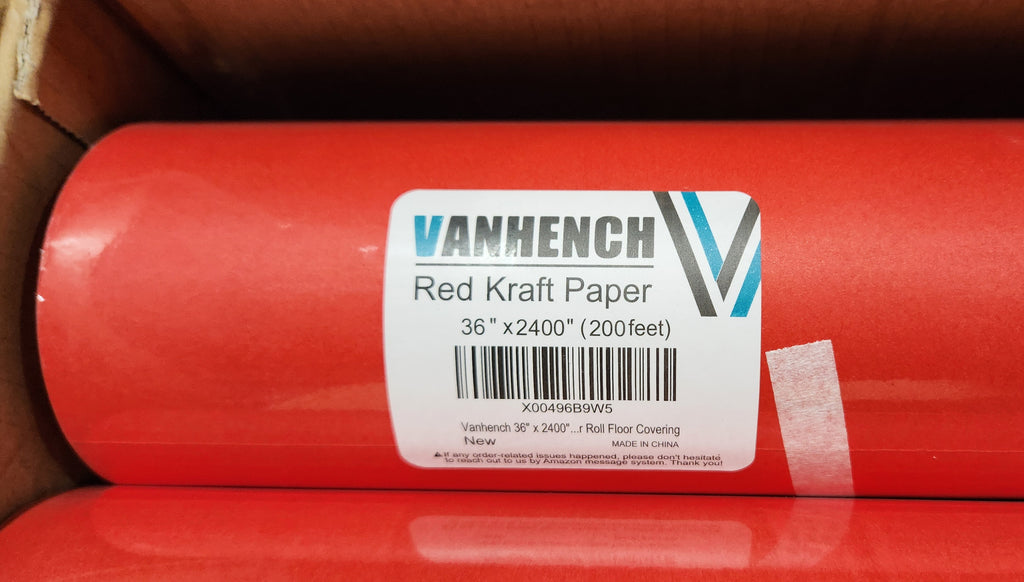 VANHENCH
Red Kraft Paper
36" x2400" (200feet)
X00496B9W5
Vanhench 36" x 2400"...r Roll Floor Covering
New
MADE IN CHINA
If any order-related issues happened, please don't hesitate
to reach out to us by Amazon message system. Thank you!